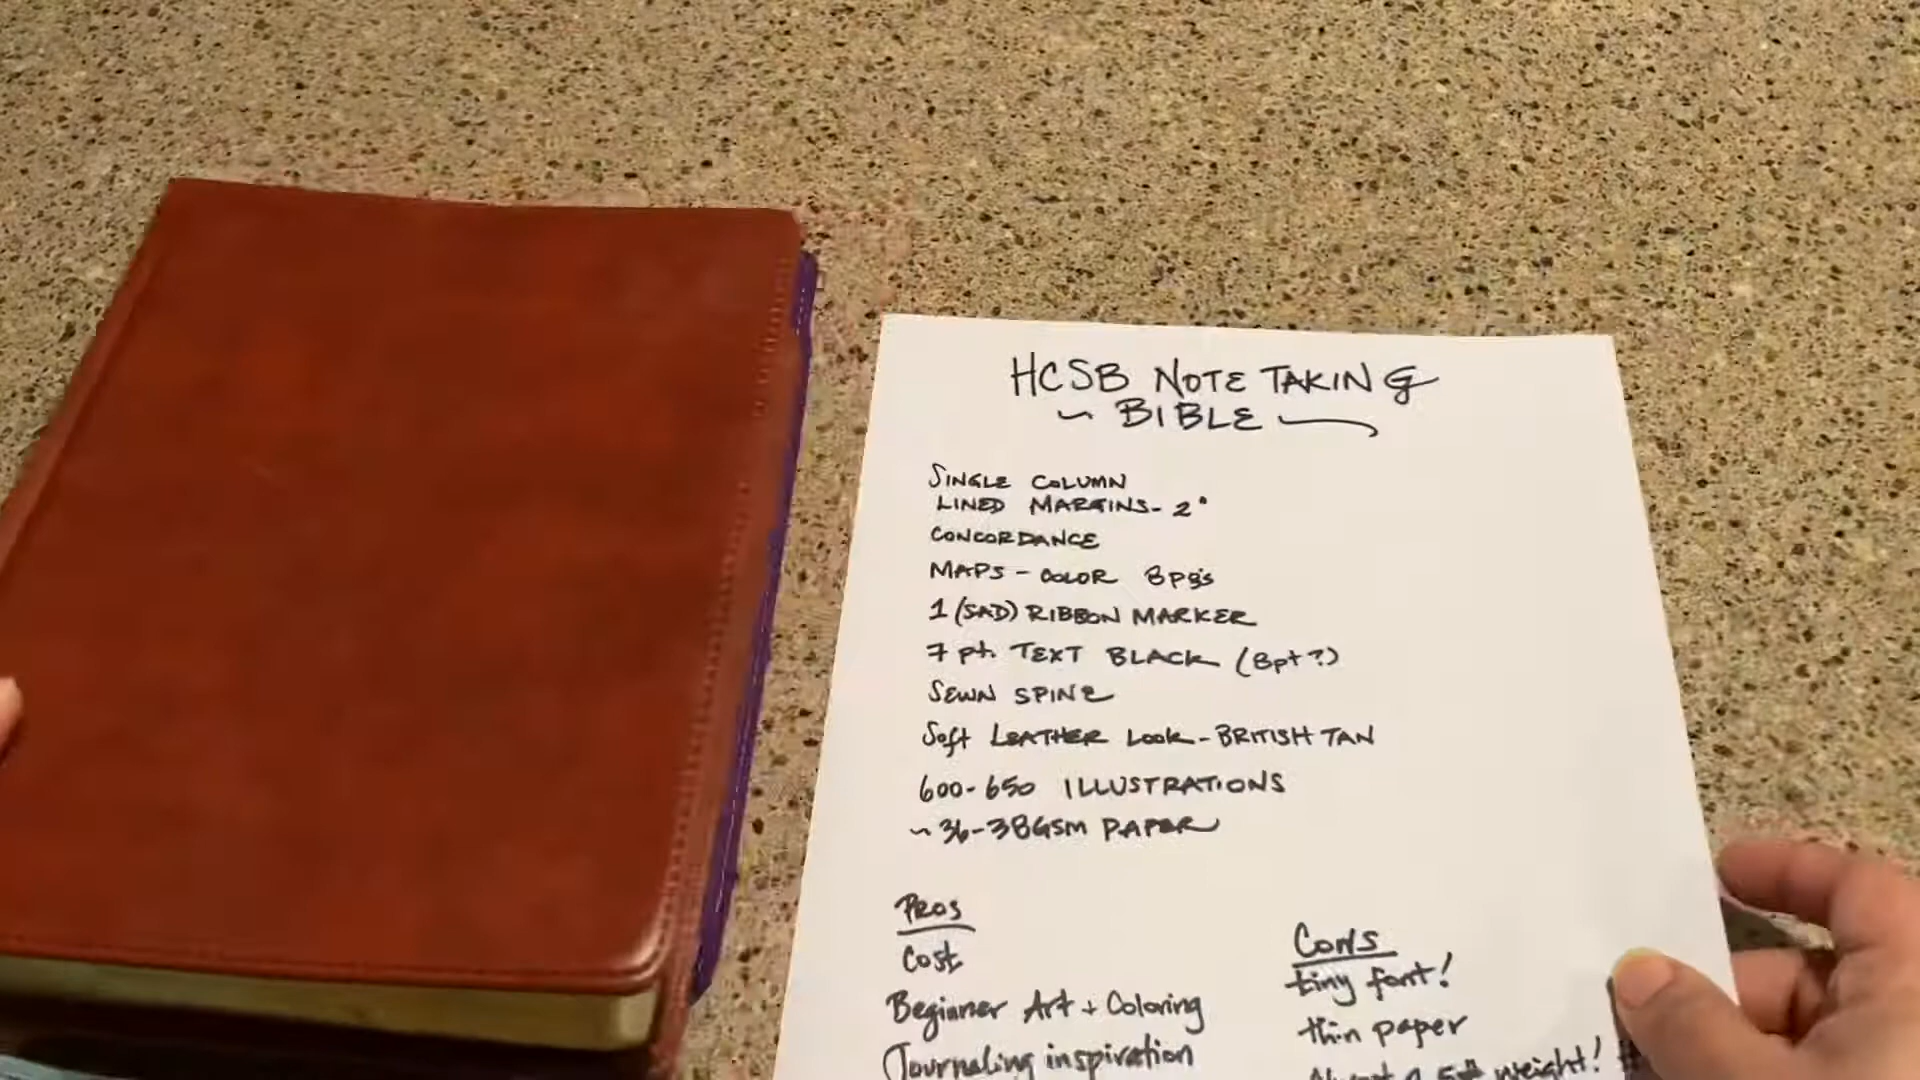 HCSB NOTE TAKING
~ BIBLE
SINGLE COLUMN
LINED MARGINS - 2"
CONCORDANCE
MAPS - COLOR 8pg's
1 (SAD) RIBBON MARKER
7 pt. TEXT BLACK (8pt?)
SEWN SPINE
Soft LEATHER LOOK - BRITISH TAN
600-650 ILLUSTRATIONS
~ 36-38GSM PAPER
Pros
Cost
Beginner Art + Coloring
Journaling inspiration
Cons
tiny font!
thin paper
weight!